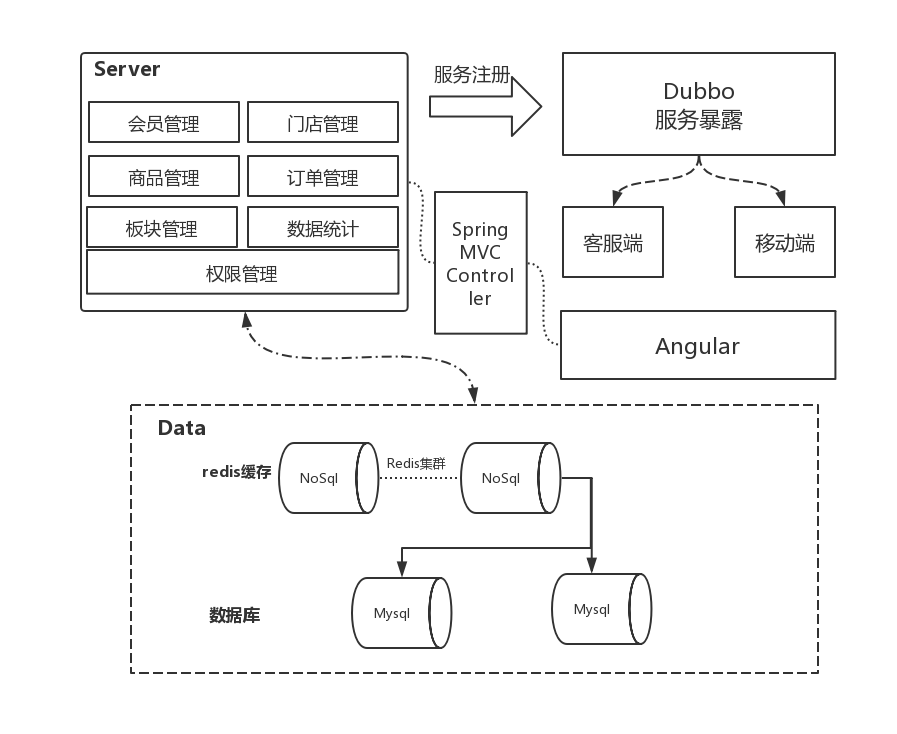 Server
会员管理
门店管理
商品管理
订单管理
板块管理
数据统计
权限管理
服务注册
Dubbo
服务暴露
客服端
移动端
Spring
MVC
Control
ler
Angular
Data
redis缓存
NoSql
Redis集群
NoSql
数据库
Mysql
Mysql